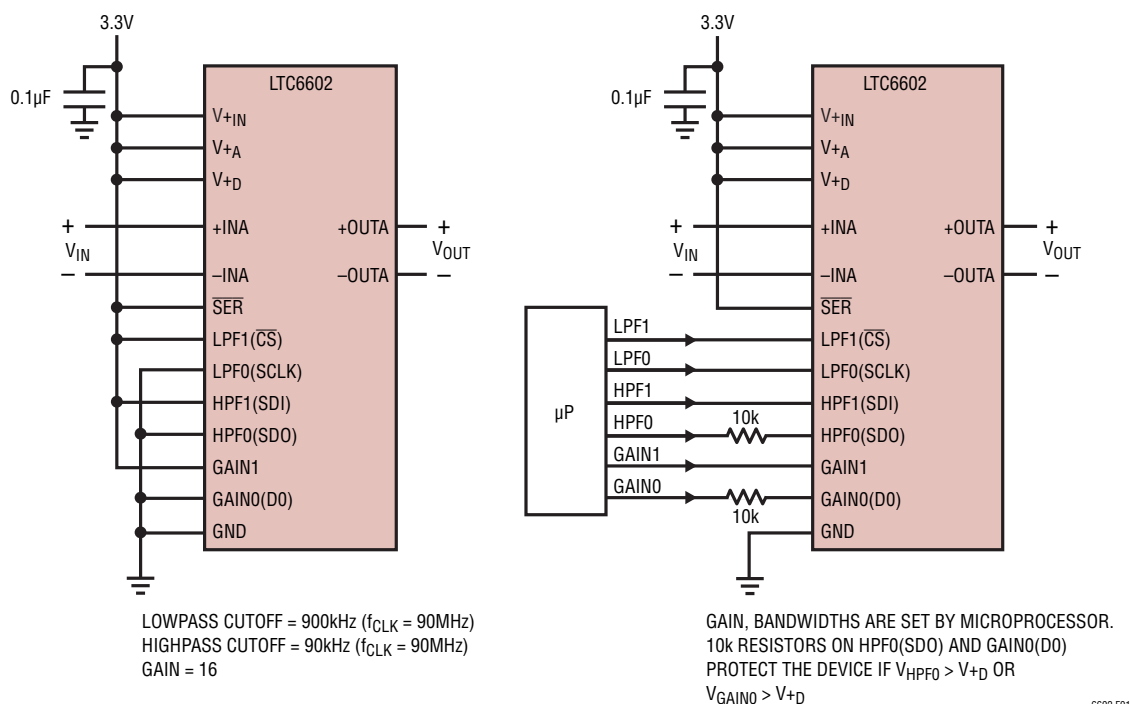 3.3V
0.1µF
LTC6602
V+IN
V+A
V+D
+
VIN
−
+INA
−INA
+OUTA
−OUTA
+
VOUT
−
SER
LPF1(CS)
LPF0(SCLK)
HPF1(SDI)
HPF0(SDO)
GAIN1
GAIN0(D0)
GND
LOWPASS CUTOFF = 900kHz (fCLK = 90MHz)
HIGHPASS CUTOFF = 90kHz (fCLK = 90MHz)
GAIN = 16
3.3V
0.1µF
LTC6602
V+IN
V+A
V+D
+
VIN
−
+INA
−INA
+OUTA
−OUTA
+
VOUT
−
SER
µP
LPF1
LPF0
HPF1
HPF0
GAIN1
GAIN0
10k
10k
LPF1(CS)
LPF0(SCLK)
HPF1(SDI)
HPF0(SDO)
GAIN1
GAIN0(D0)
GND
GAIN, BANDWIDTHS ARE SET BY MICROPROCESSOR.
10k RESISTORS ON HPF0(SDO) AND GAIN0(D0)
PROTECT THE DEVICE IF VHPF0 > V+D OR
VGAIN0 > V+D